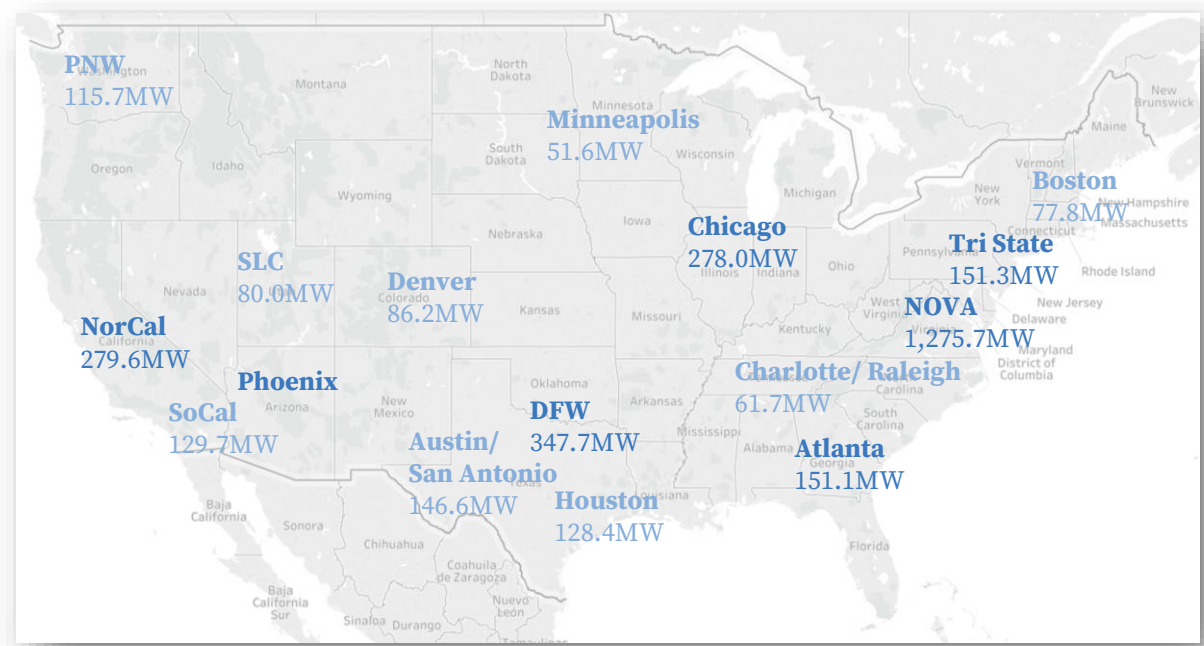 PNW
Washington
115.7MW
Montana
North
Dakota
Minnesota
Minneapolis
51.6MW
South
Dakota
Wisconsin
Oregon
Idaho
Wyoming
Michigan
New
Brunswick
Maine
Vermont
Boston
77.8MW
New Hampshire
Massachusetts
New
York
Connecticut
Rhode Island
Iowa
Nebraska
Chicago
278.0MW
Illinois
Indiana
Ohio
Pennsylvania
Tri State
151.3MW
SLC
80.0MW
Nevada
Utah
Denver
Colorado
86.2MW
Kansas
Missouri
West
Virginia
NOVA
1,275.7MW
Virginia
New Jersey
Delaware
Maryland
District of
Columbia
NorCal
California
279.6MW
Kentucky
Charlotte/ Raleigh
Tennessee
61.7MW
North
Carolina
Phoenix
Arizona
New
Mexico
Oklahoma
Arkansas
SoCal
129.7MW
DFW
347.7MW
Mississippi
Alabama
South
Carolina
Atlanta
Georgia
151.1MW
Austin/
San Antonio
Texas
146.6MW
Houston
Louisiana
128.4MW
Baja
California
Sonora
Chihuahua
Coahuila
de Zaragoza
Florida
Baja
California
Sur
Nuevo
León
Sinaloa
Durango
Tamaulipas